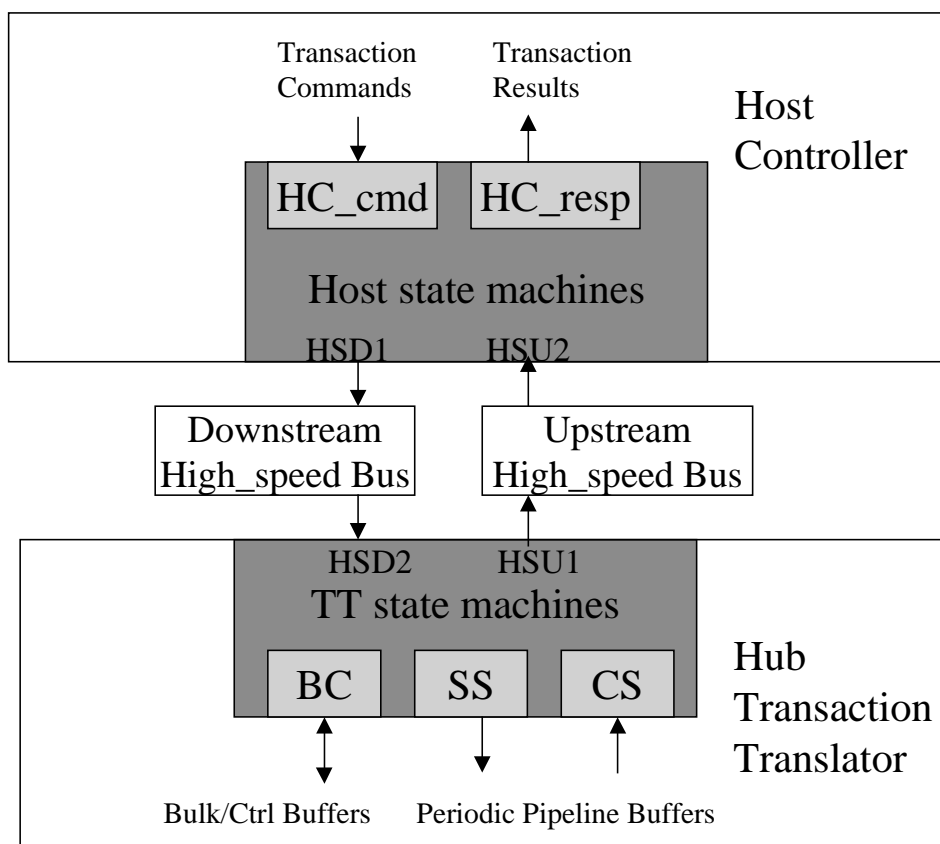 Transaction
Commands
Transaction
Results
Host
Controller
HC_cmd
HC_resp
Host state machines
HSD1
HSU2
Downstream
High_speed Bus
Upstream
High_speed Bus
HSD2
HSU1
TT state machines
BC
SS
CS
Hub
Transaction
Translator
Bulk/Ctrl Buffers
Periodic Pipeline Buffers